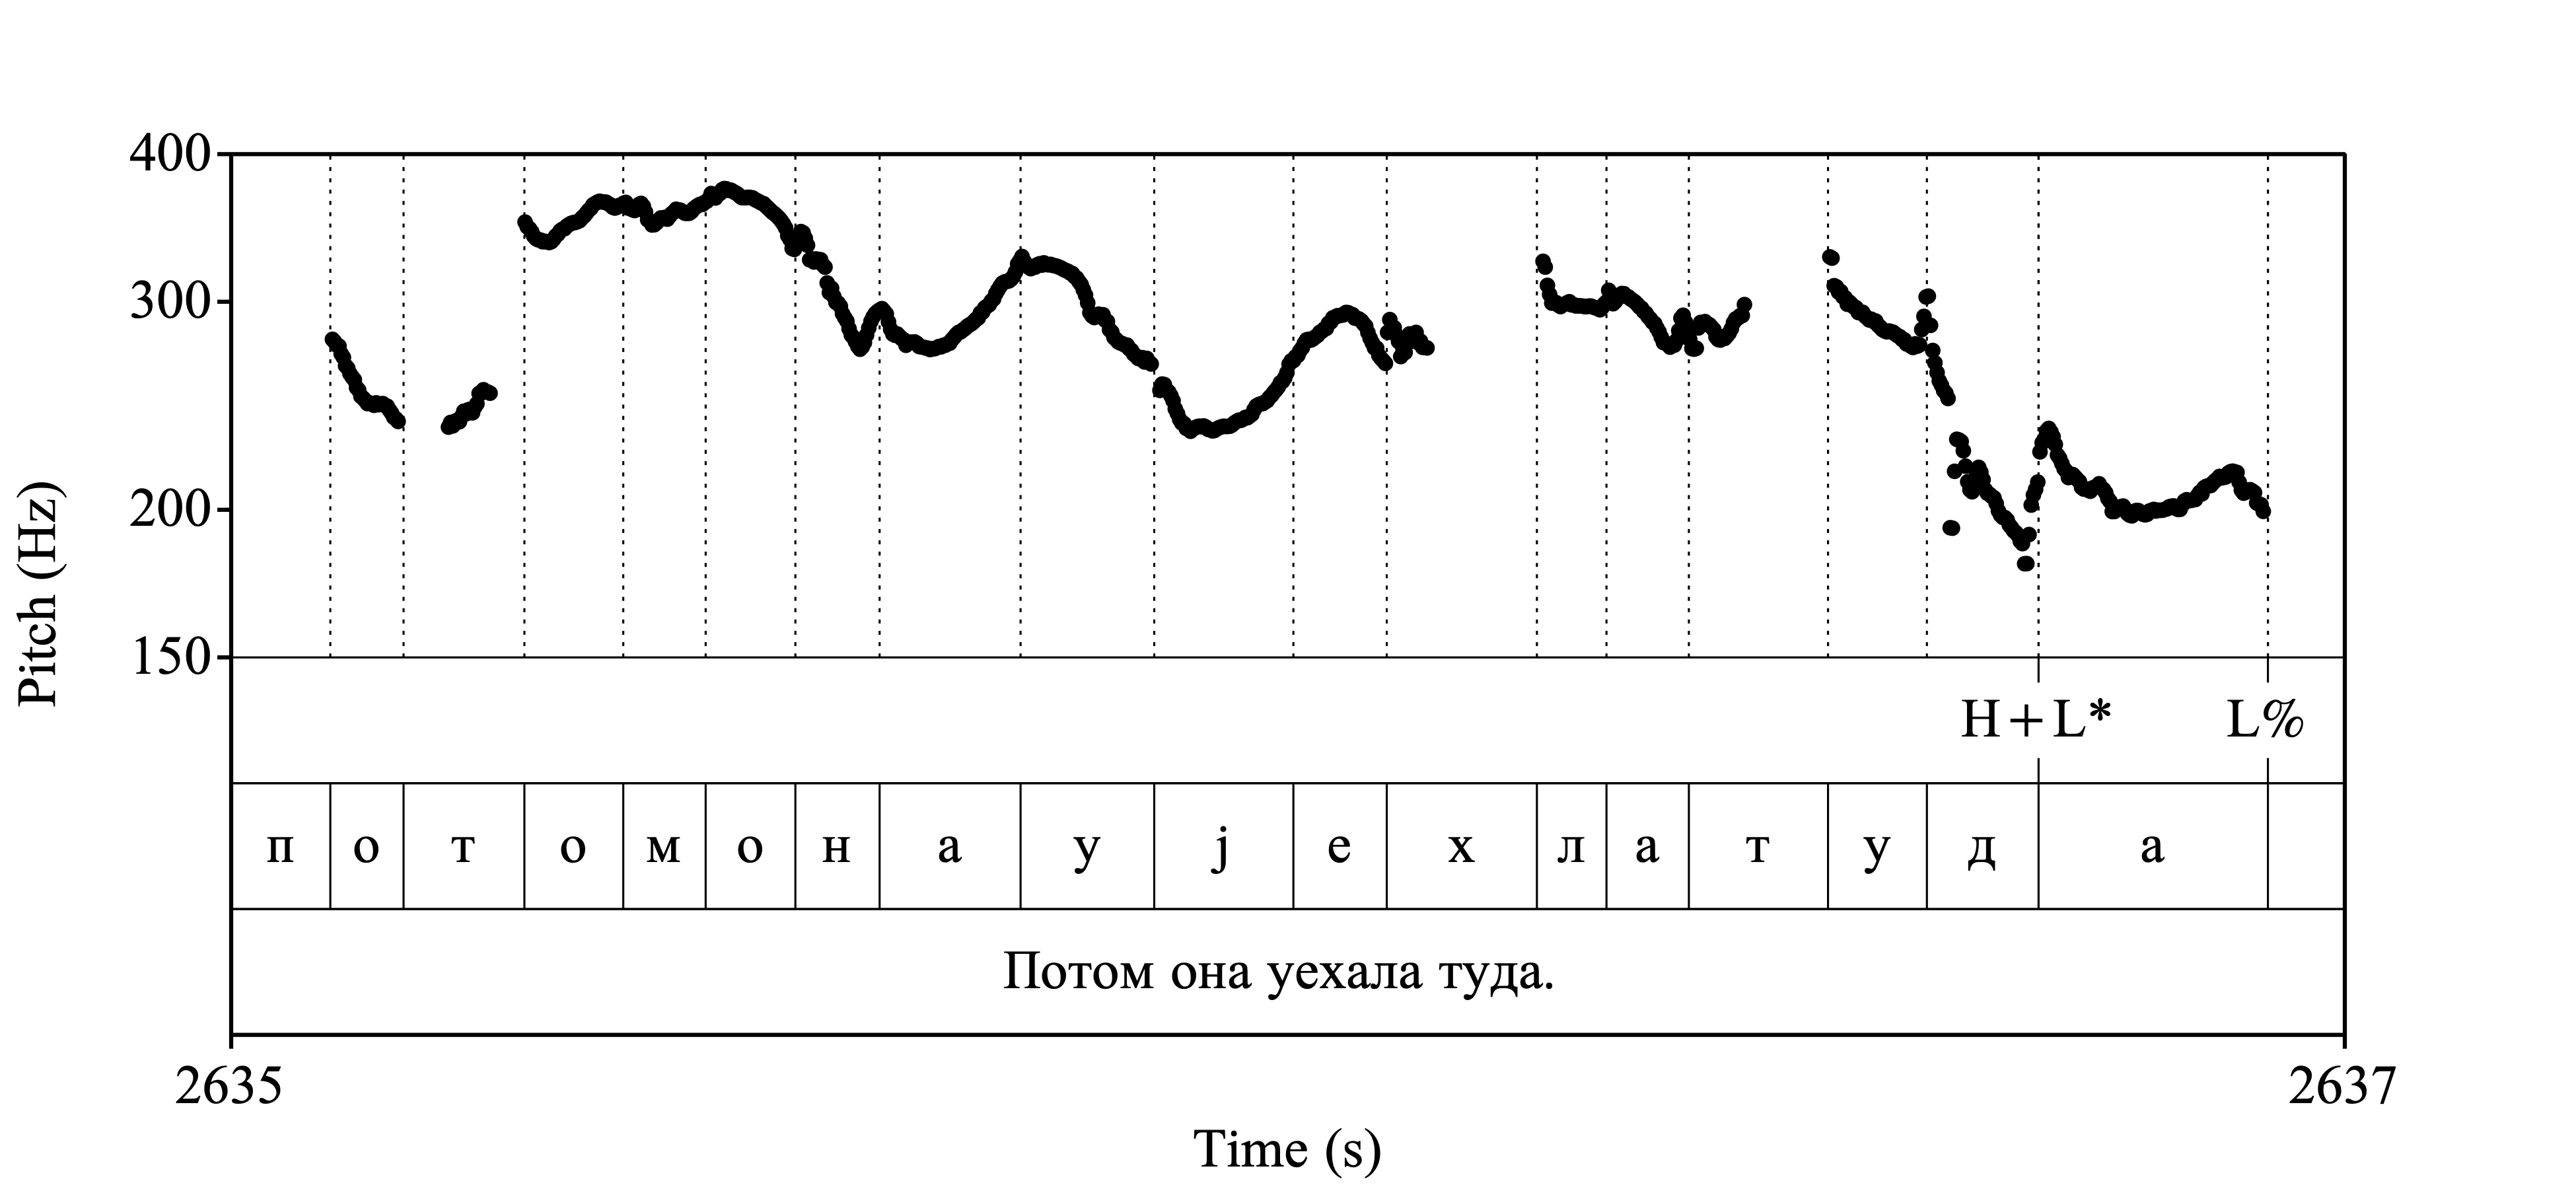 400
300
200
150
Pitch (Hz)
H+L* L%
п о т о м о н а у j е х л а т у д а
Потом она уехала туда.
2635 2637
Time (s)